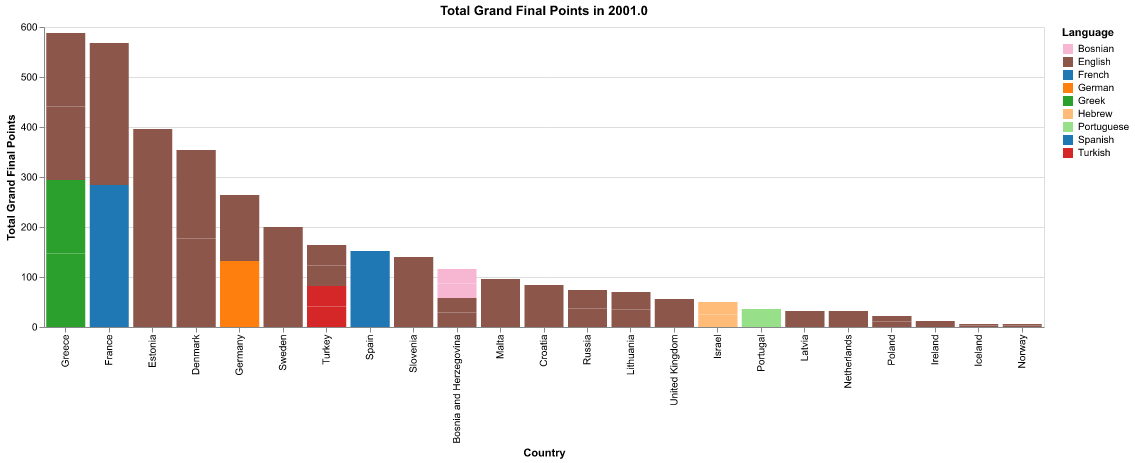 Total Grand Final Points in 2001.0
Total Grand Final Points
600
500
400
300
200
100
0
Greece
France
Estonia
Denmark
Germany
Sweden
Turkey
Spain
Slovenia
Bosnia and Herzegovina
Malta
Croatia
Russia
Lithuania
United Kingdom
Israel
Portugal
Latvia
Netherlands
Poland
Ireland
Iceland
Norway
Country
Language
Bosnian
English
French
German
Greek
Hebrew
Portuguese
Spanish
Turkish